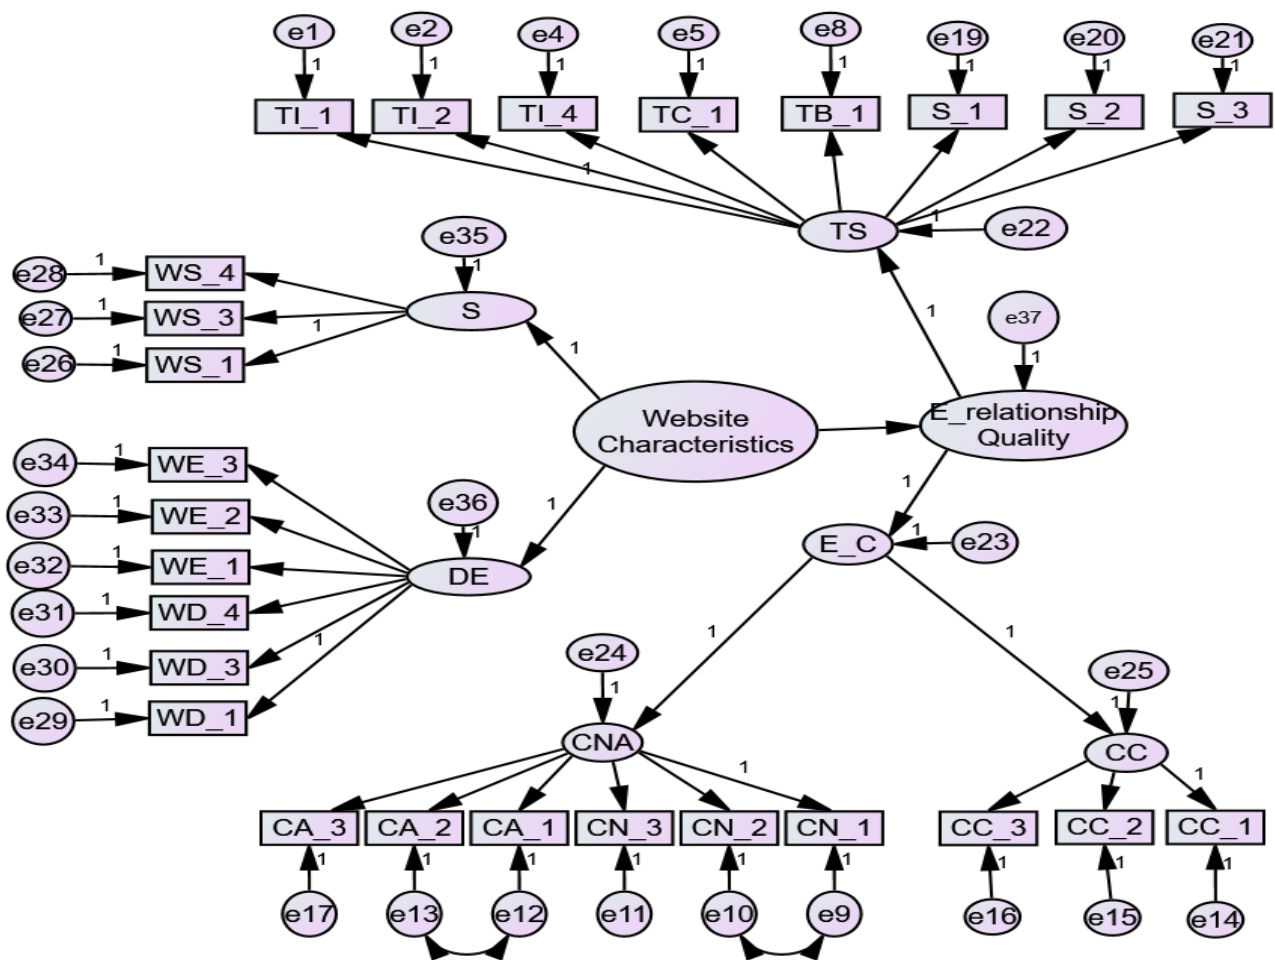 e1 e2 e4 e5 e8 e19 e20 e21
1 1 1 1 1 1 1 1
TI_1 TI_2 TI_4 TC_1 TB_1 S_1 S_2 S_3
1
TS 1 e22
e35
1
e28 1 WS_4
e27 1 WS_3
e26 1 WS_1
1
S
1
1
e37
1
Website
Characteristics
E_relationship
Quality
e34 1 WE_3
e33 1 WE_2
e32 1 WE_1
e31 1 WD_4
e30 1 WD_3
e29 1 WD_1
1
e36
1
DE
1
1
E_C 1 e23
1
1
e24
1
CNA
1
e25
1
CC
1
CA_3 CA_2 CA_1 CN_3 CN_2 CN_1 CC_3 CC_2 CC_1
1 1 1 1 1 1 1 1 1
e17 e13 e12 e11 e10 e9 e16 e15 e14